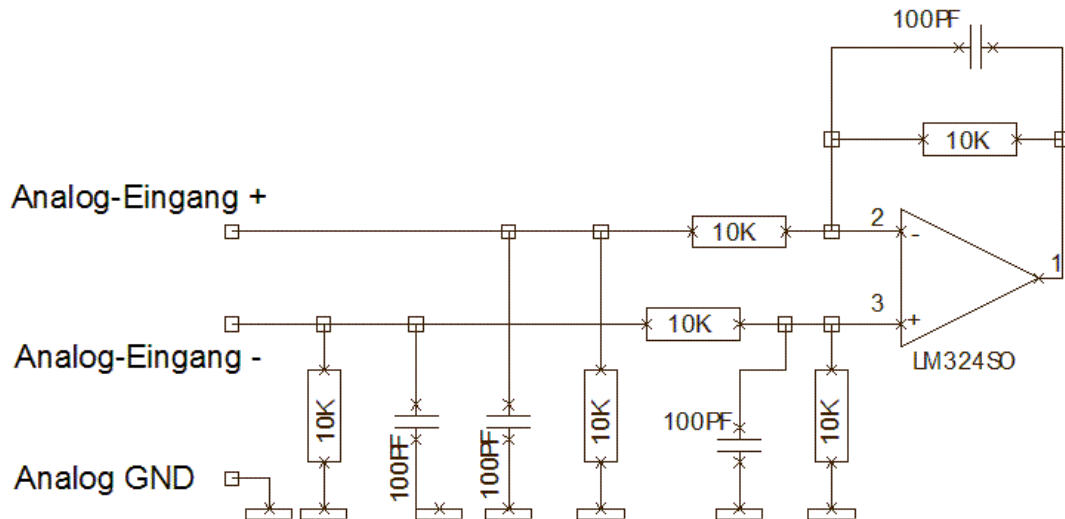 100PF
10K
Analog-Eingang +
10K
2
-
1
3
10K
+
Analog-Eingang -
LM324SO
10K
100PF
100PF
10K
100PF
10K
Analog GND